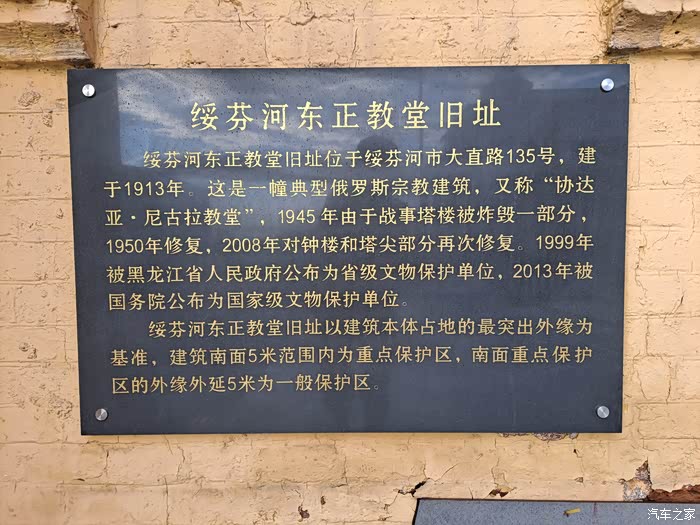 绥芬河东正教堂旧址
绥芬河东正教堂旧址位于绥芬河市大直路135号，建
于1913年。这是一幢典型俄罗斯宗教建筑，又称“协达
亚·尼古拉教堂”，1945年由于战事塔楼被炸毁一部分，
1950年修复，2008年对钟楼和塔尖部分再次修复。1999年
被黑龙江省人民政府公布为省级文物保护单位，2013年被
国务院公布为国家级文物保护单位。
绥芬河东正教堂旧址以建筑本体占地的最突出外缘为
基准，建筑南面5米范围内为重点保护区，南面重点保护
区的外缘外延5米为一般保护区。
汽车之家